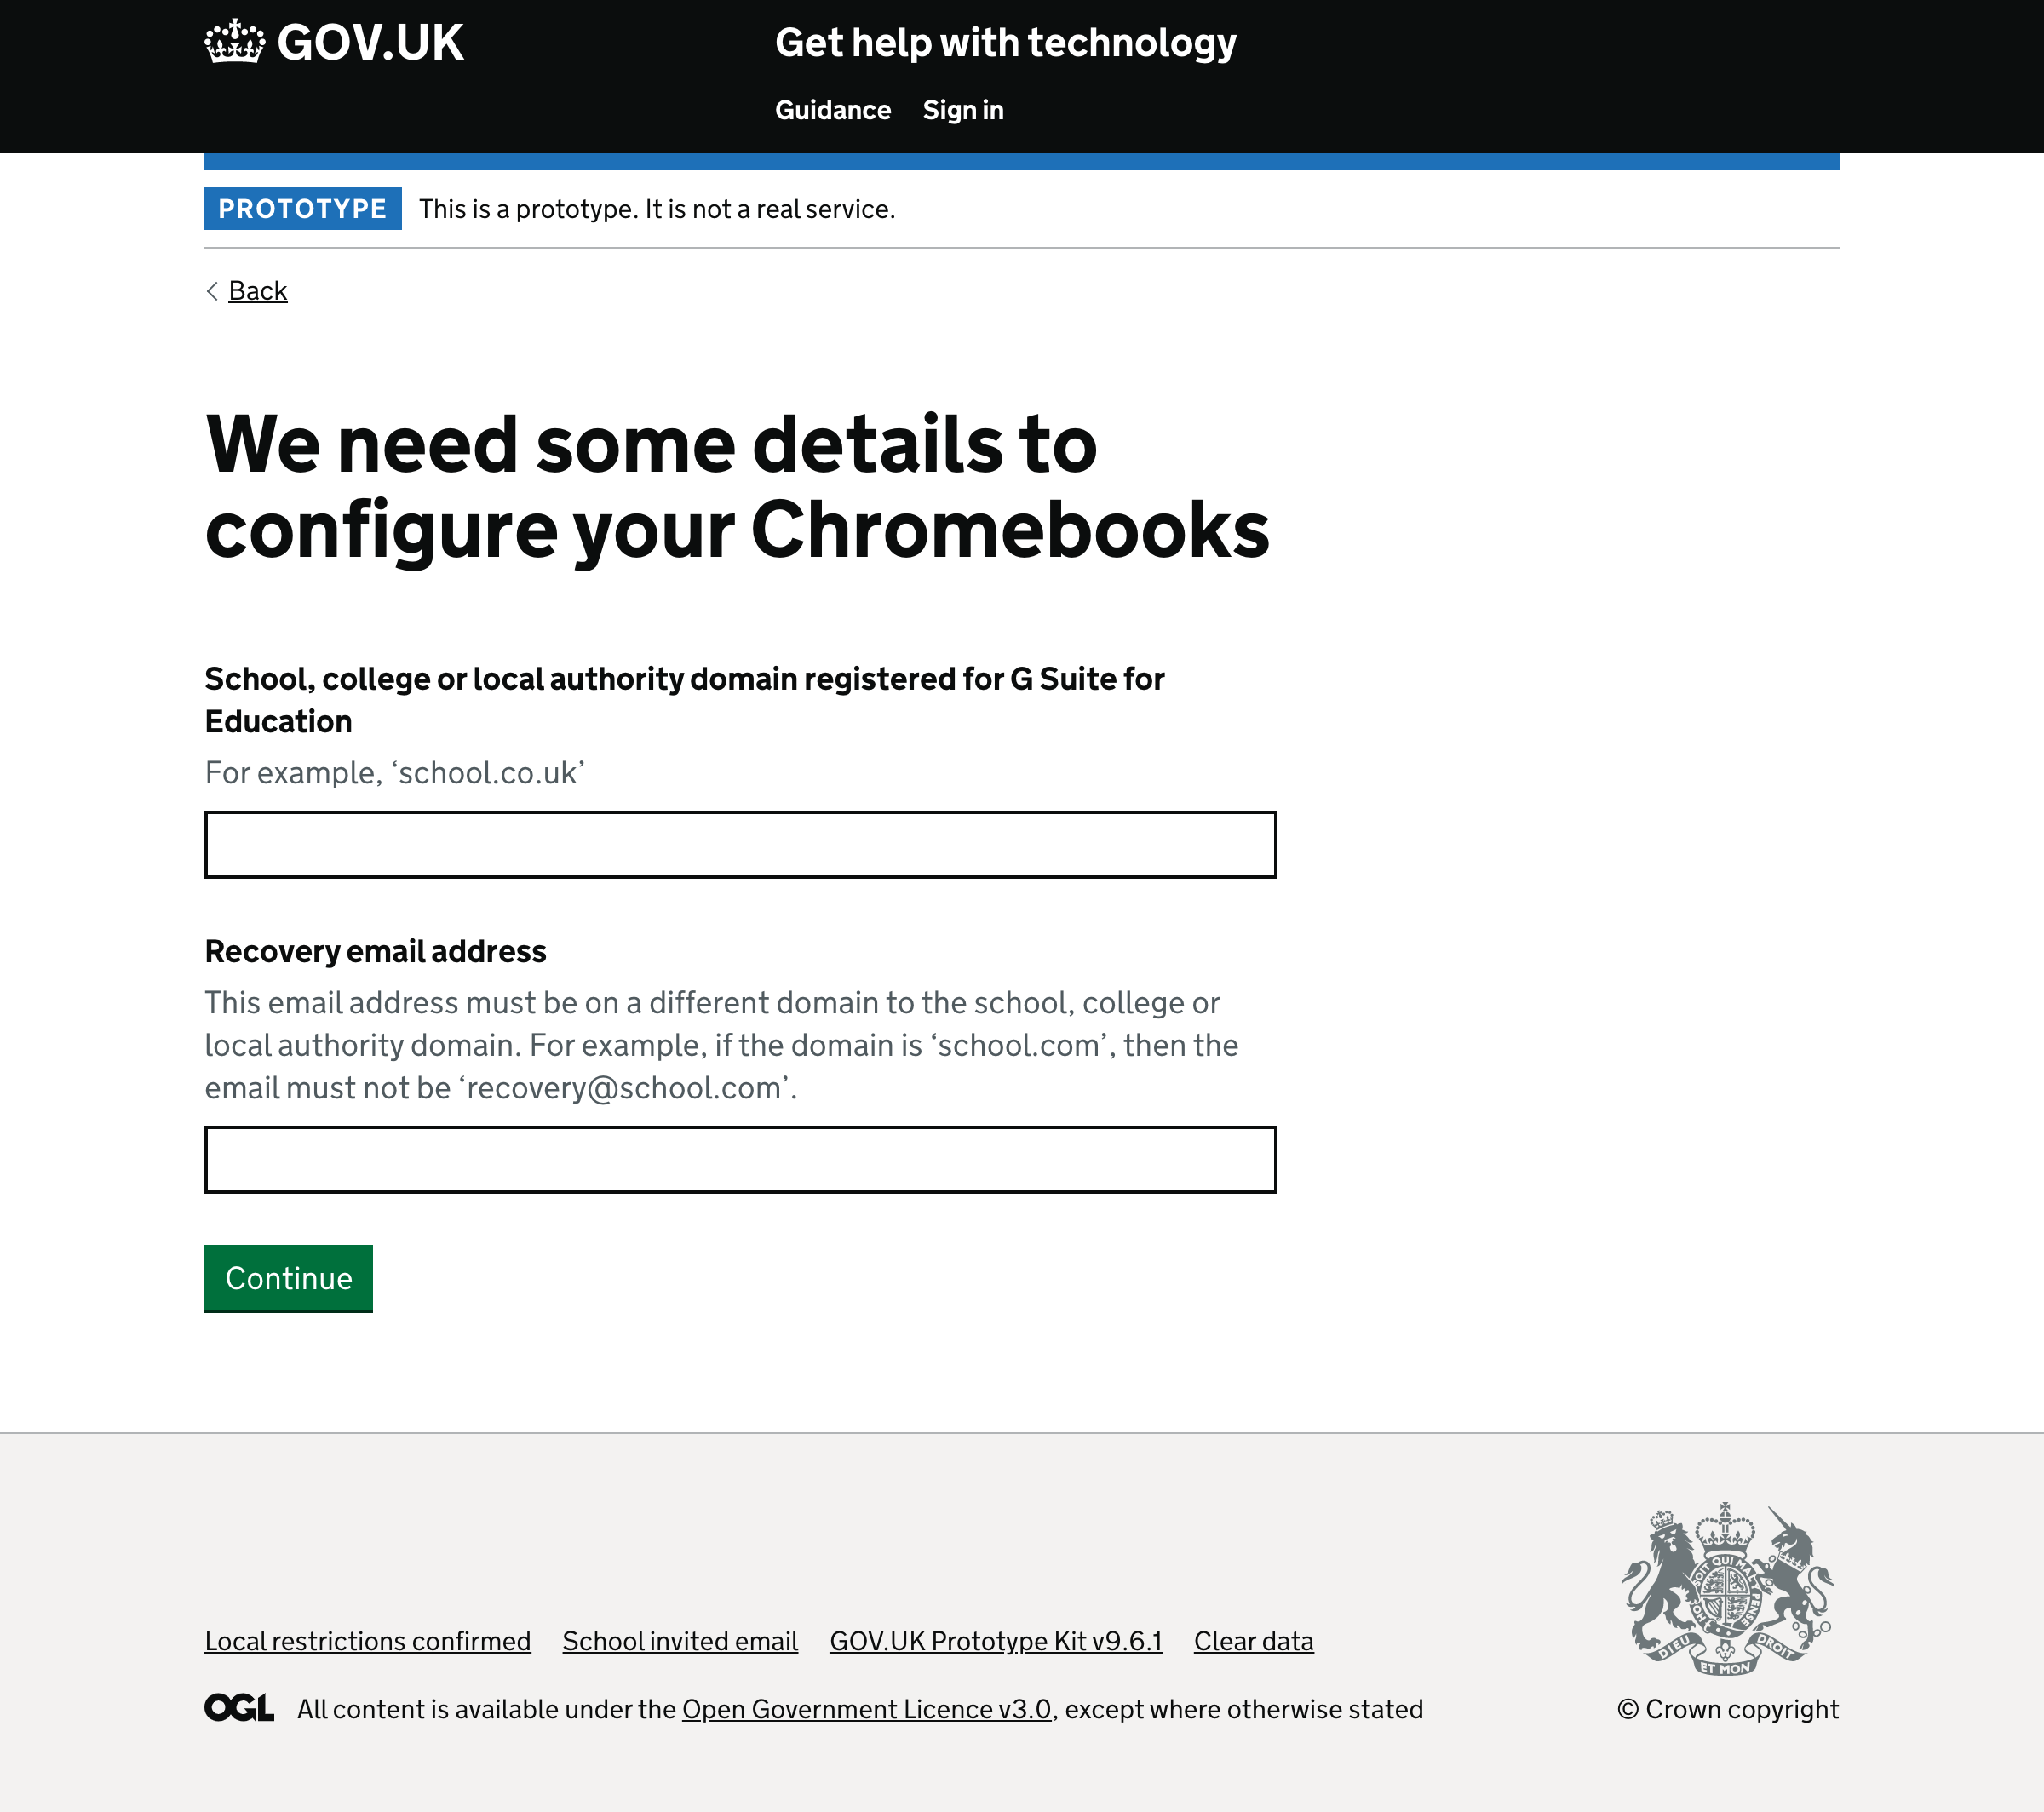 GOV.UK
Get help with technology
Guidance Sign in
PROTOTYPE This is a prototype. It is not a real service.
Back
We need some details to
configure your Chromebooks
School, college or local authority domain registered for G Suite for
Education
For example, ‘school.co.uk’
Recovery email address
This email address must be on a different domain to the school, college or
local authority domain. For example, if the domain is ‘school.com’, then the
email must not be ‘recovery@school.com’.
Continue
Local restrictions confirmed School invited email GOV.UK Prototype Kit v9.6.1 Clear data
OGL All content is available under the Open Government Licence v3.0, except where otherwise stated
HONI SOIT QUI MAL Y PENSE
DIEU ET MON DROIT
© Crown copyright